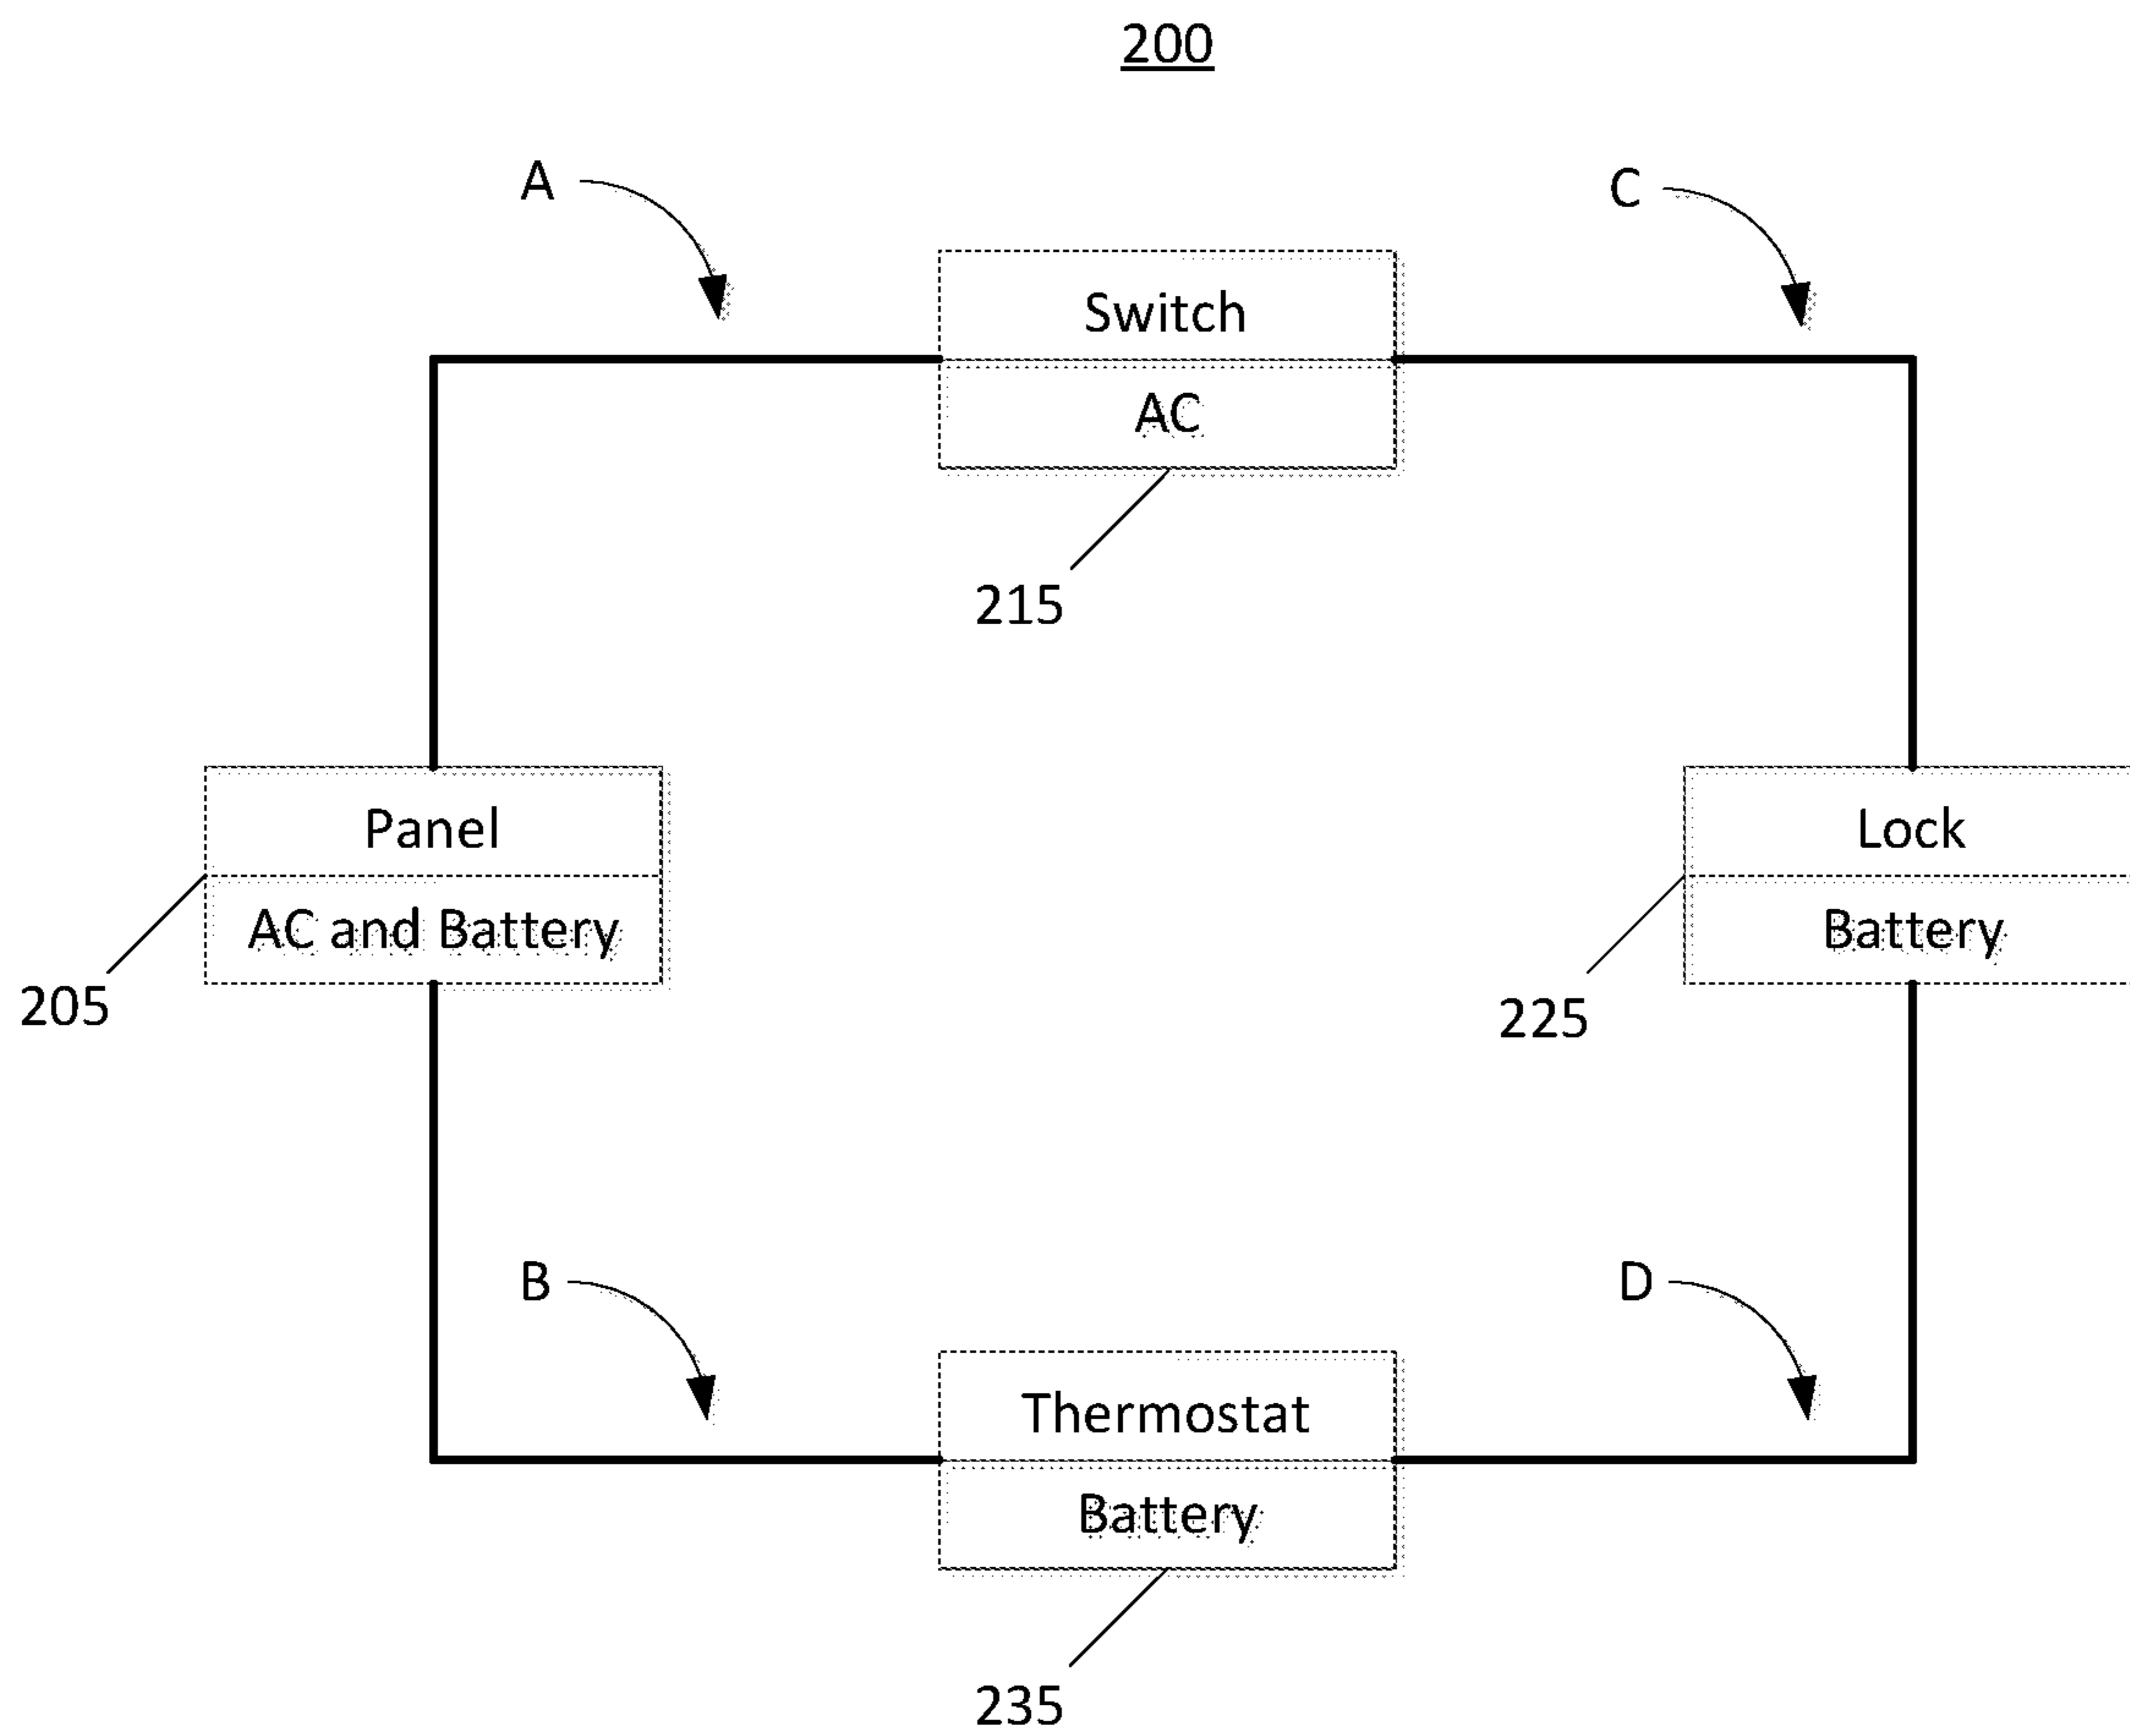 200
A
C
Switch
AC
215
Panel
AC and Battery
205
Lock
Battery
225
B
D
Thermostat
Battery
235